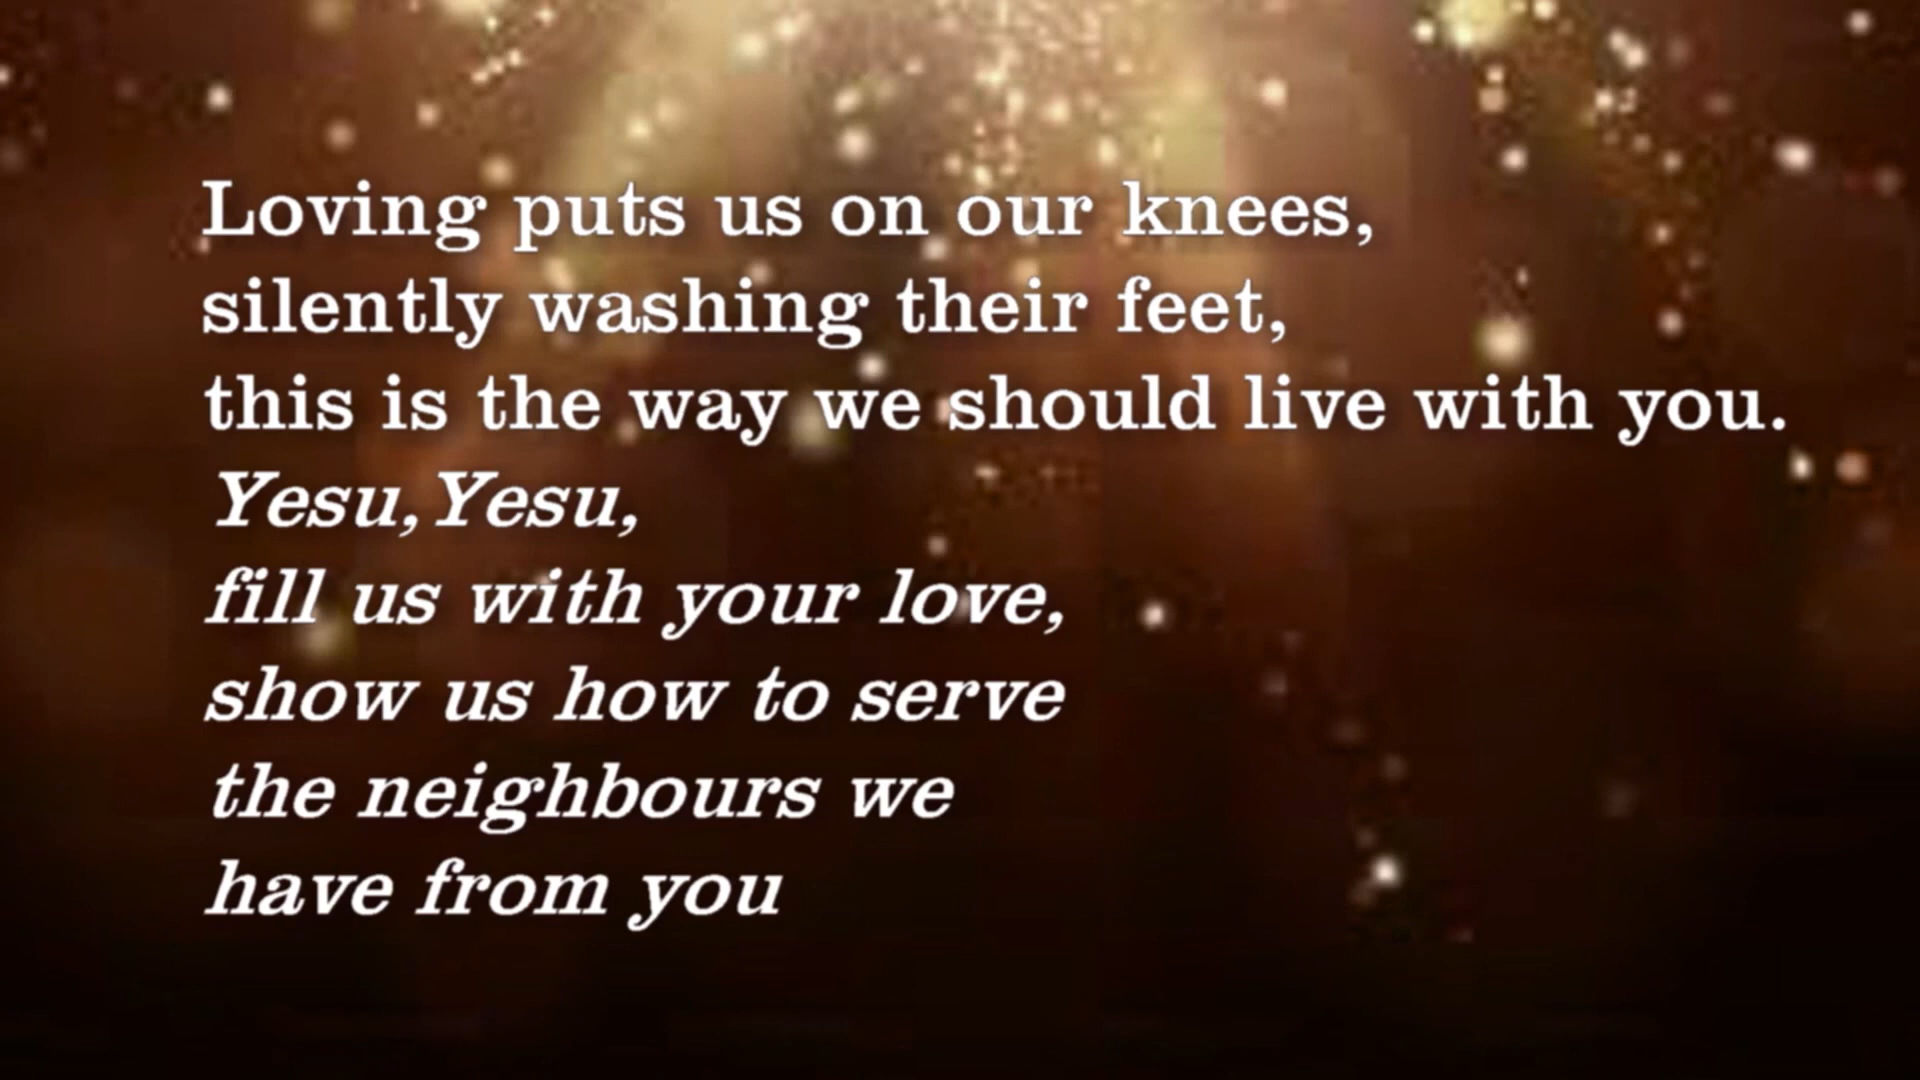 Loving puts us on our knees,
silently washing their feet,
this is the way we should live with you.
Yesu, Yesu,
fill us with your love,
show us how to serve
the neighbours we
have from you